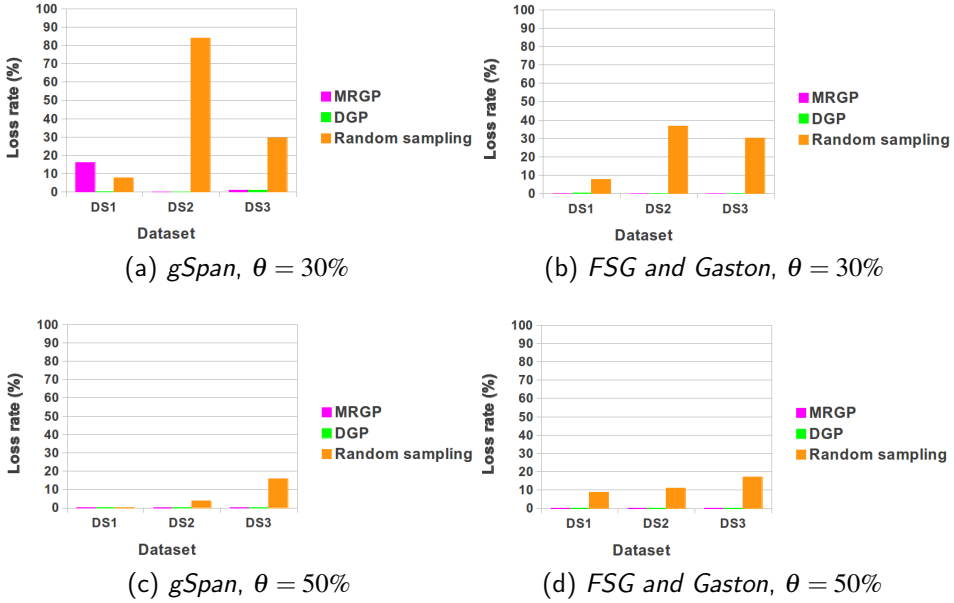 100
90
80
70
60
50
40
30
20
10
0
Loss rate (%)
DS1 DS2 DS3
Dataset
MRGP
DGP
Random sampling
(a) gSpan, θ = 30%
100
90
80
70
60
50
40
30
20
10
0
Loss rate (%)
DS1 DS2 DS3
Dataset
MRGP
DGP
Random sampling
(b) FSG and Gaston, θ = 30%
100
90
80
70
60
50
40
30
20
10
0
Loss rate (%)
DS1 DS2 DS3
Dataset
MRGP
DGP
Random sampling
(c) gSpan, θ = 50%
100
90
80
70
60
50
40
30
20
10
0
Loss rate (%)
DS1 DS2 DS3
Dataset
MRGP
DGP
Random sampling
(d) FSG and Gaston, θ = 50%